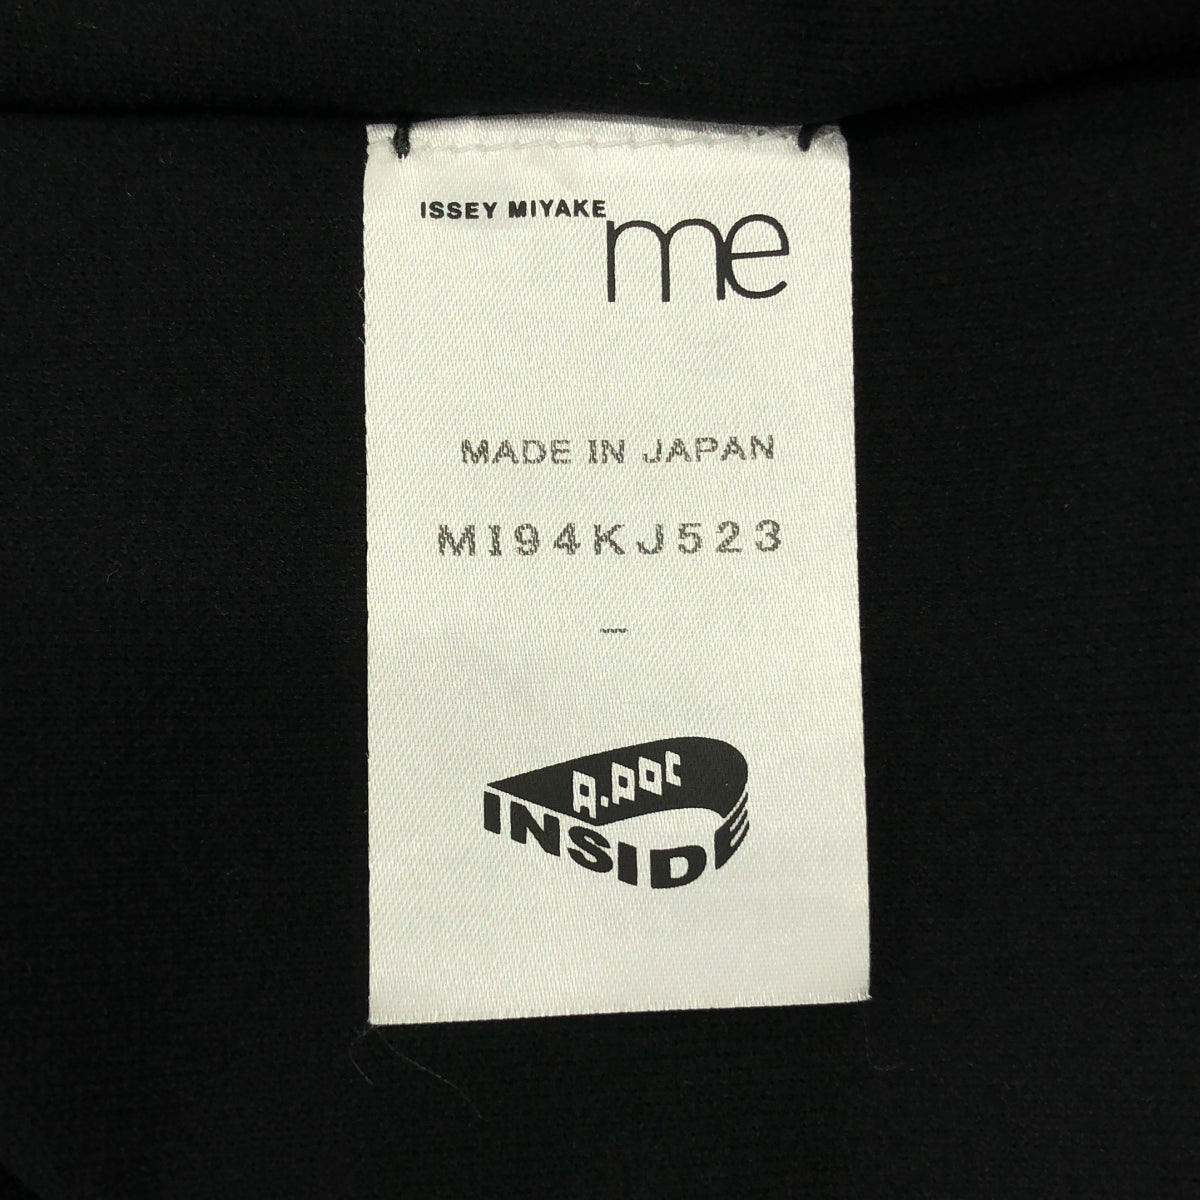 ISSEY MIYAKE
me
MADE IN JAPAN
MI94KJ523
-
A.POC
INSIDE